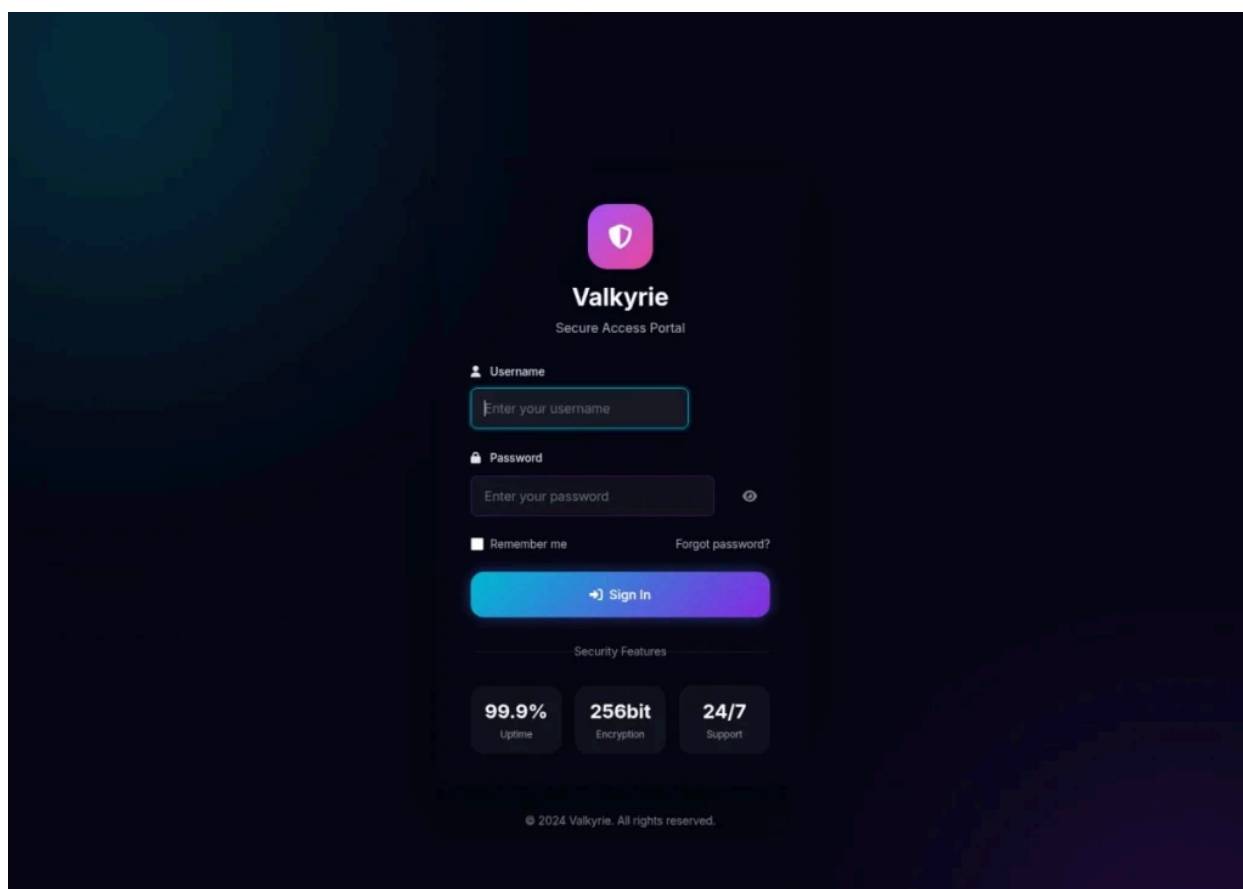 Valkyrie
Secure Access Portal
Username
Enter your username
Password
Enter your password
Remember me
Forgot password?
Sign In
Security Features
99.9%
Uptime
256bit
Encryption
24/7
Support
© 2024 Valkyrie. All rights reserved.